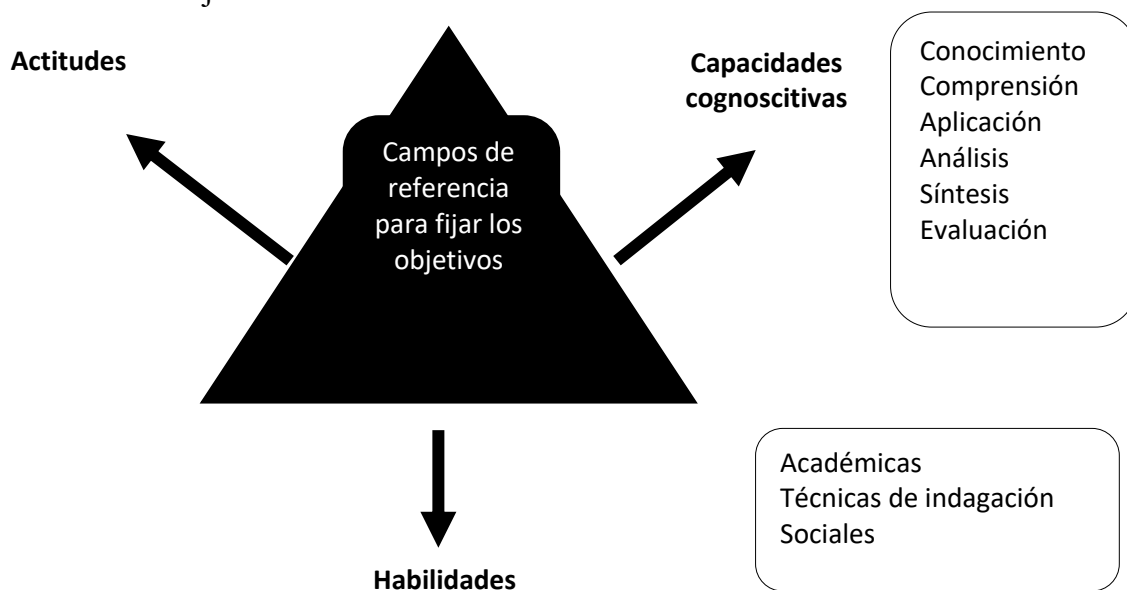 Actitudes
Capacidades
cognoscitivas
Conocimiento
Comprensión
Aplicación
Análisis
Síntesis
Evaluación
Campos de
referencia
para fijar los
objetivos
Académicas
Técnicas de indagación
Sociales
Habilidades